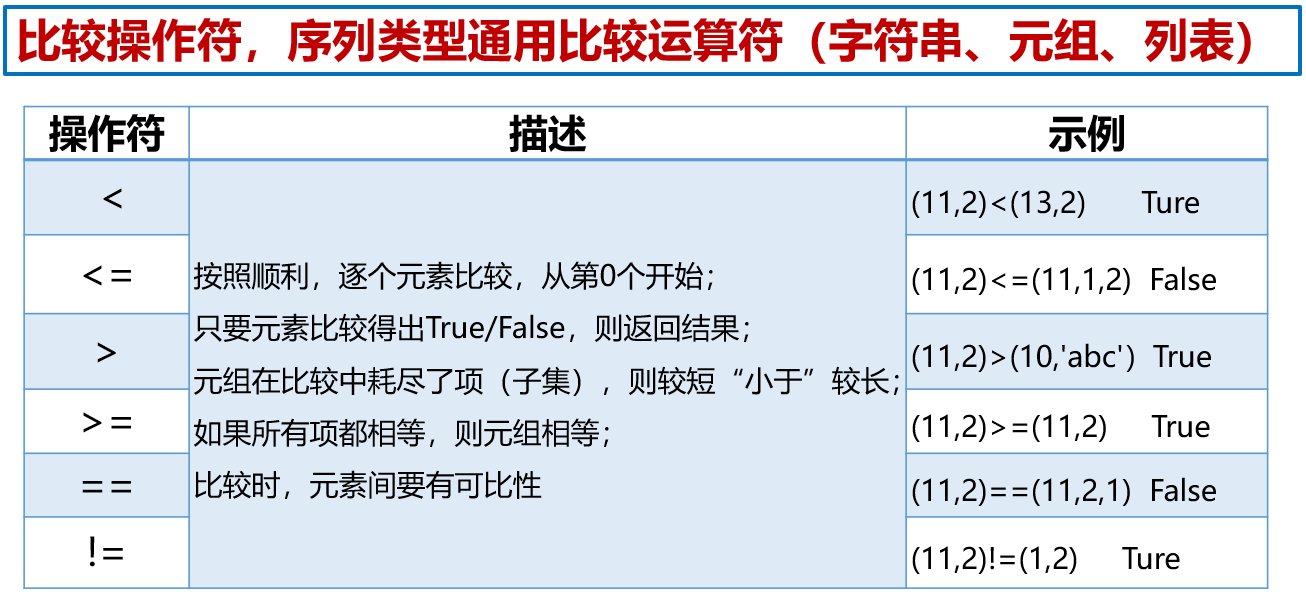 比较操作符，序列类型通用比较运算符（字符串、元组、列表）
操作符 描述 示例
< (11,2)<(13,2) Ture
<= (11,2)<=(11,1,2) False
按照顺利，逐个元素比较，从第0个开始；
只要元素比较得出True/False，则返回结果；
> (11,2)>(10,'abc') True
元组在比较中耗尽了项（子集），则较短“小于”较长；
>= (11,2)>=(11,2) True
如果所有项都相等，则元组相等；
== (11,2)==(11,2,1) False
比较时，元素间要有可比性
!= (11,2)!=(1,2) Ture